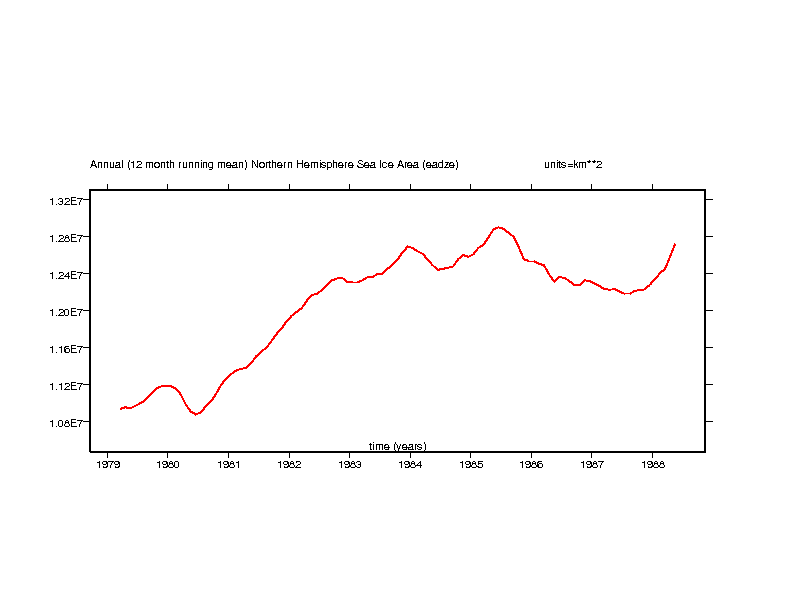 Annual (12 month running mean) Northern Hemisphere Sea Ice Area (eadze) units=km**2
1.32E7
1.28E7
1.24E7
1.20E7
1.16E7
1.12E7
1.08E7
time (years)
1979 1980 1981 1982 1983 1984 1985 1986 1987 1988